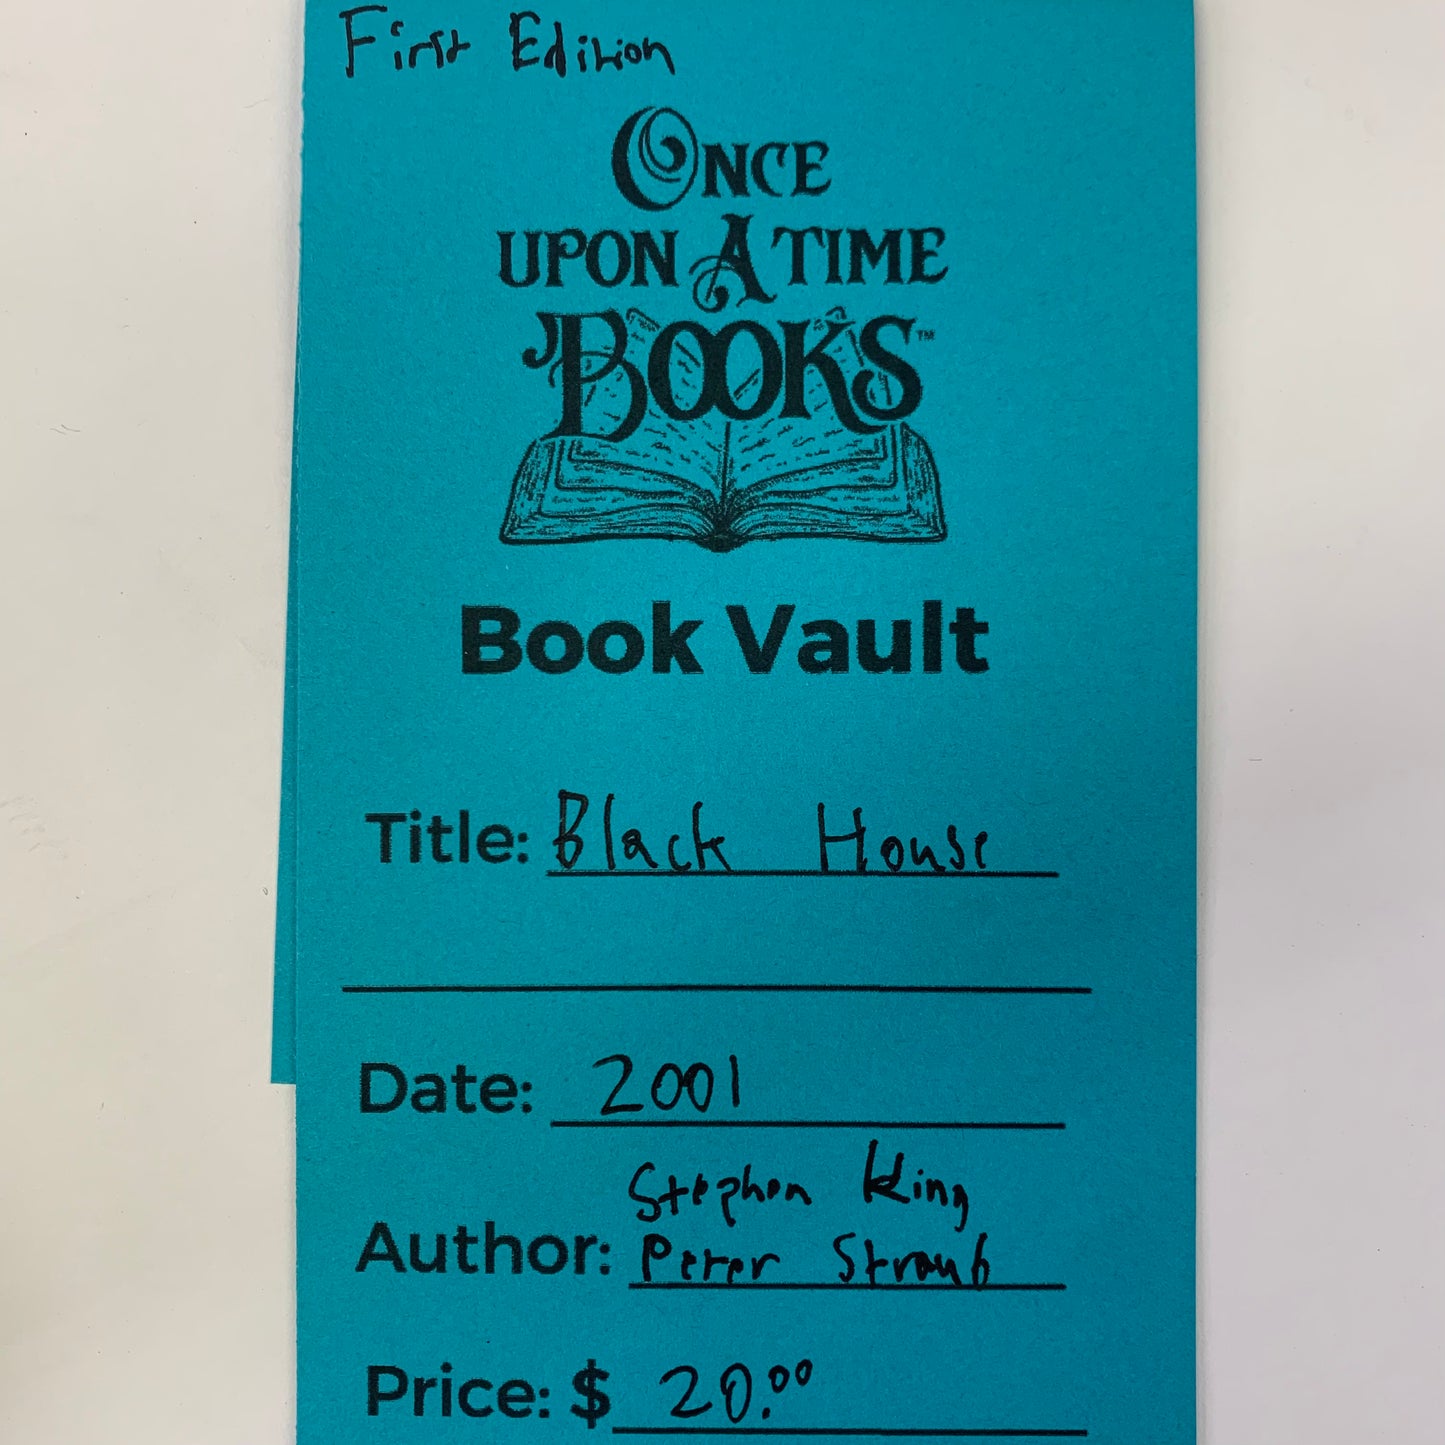 First Edition
ONCE
UPON A TIME
BOOKS™
Book Vault
Title: Black House
Date: 2001
Stephen King
Author: Peter Straub
Price: $ 20.00